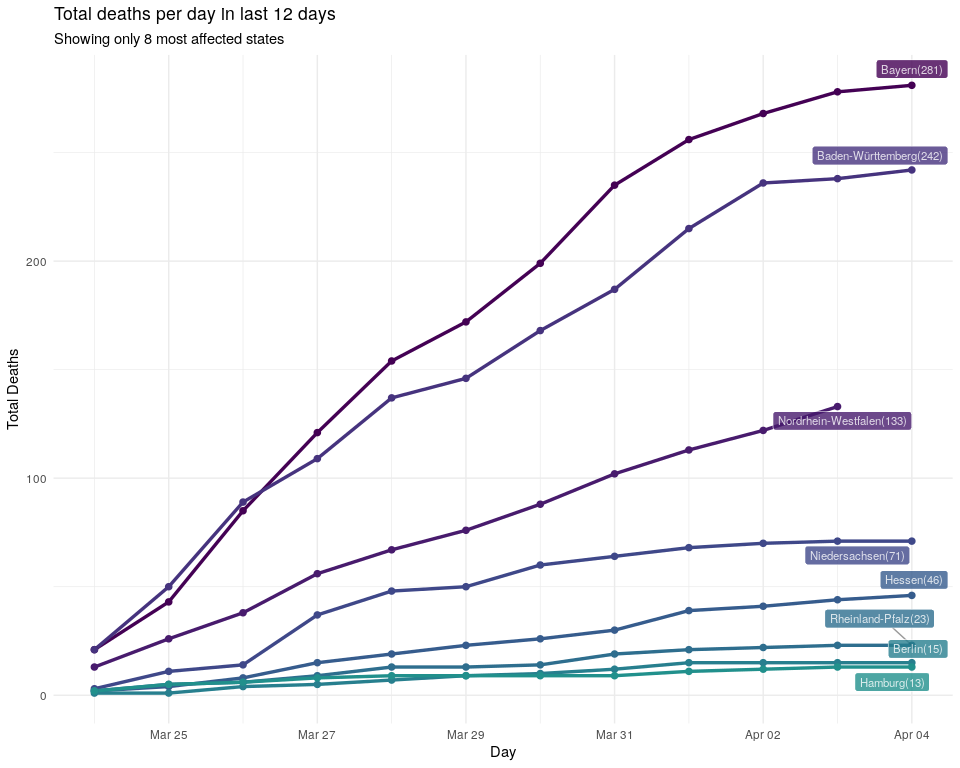 Total deaths per day in last 12 days
Showing only 8 most affected states
Bayern(281)
Baden-Württemberg(242)
200
Total Deaths
Nordrhein-Westfalen(133)
100
Niedersachsen(71)
Hessen(46)
Rheinland-Pfalz(23)
Berlin(15)
Hamburg(13)
0
Mar 25
Mar 27
Mar 29
Mar 31
Apr 02
Apr 04
Day